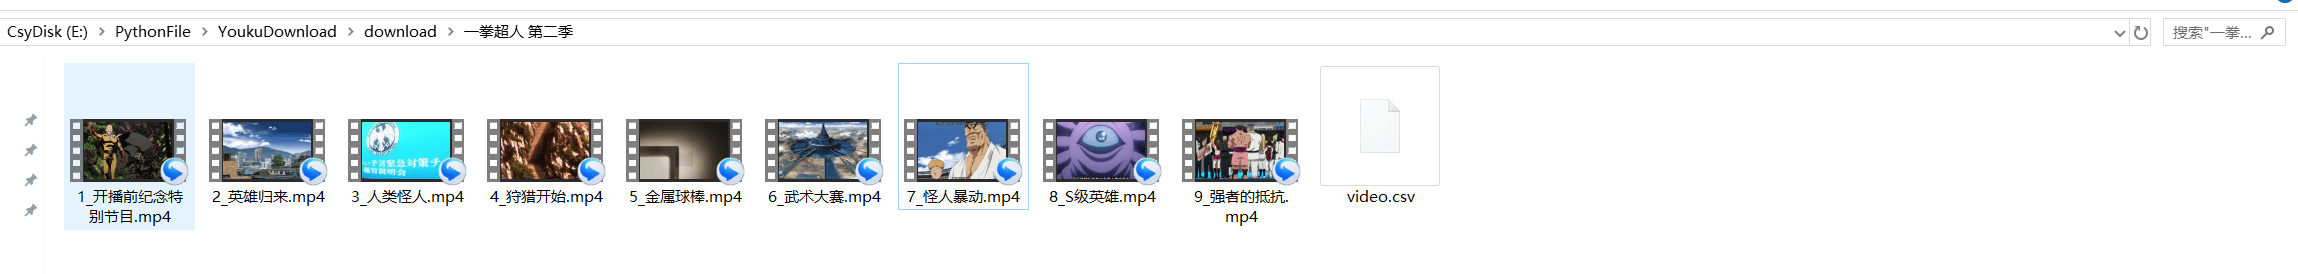 CsyDisk (E:) > PythonFile > YoukuDownload > download > 一拳超人 第二季
搜索"一拳...
1_开播前纪念特
别节目.mp4
2_英雄归来.mp4
3_人类怪人.mp4
4_狩猎开始.mp4
5_金属球棒.mp4
6_武术大赛.mp4
7_怪人暴动.mp4
8_S级英雄.mp4
9_强者的抵抗.
mp4
video.csv